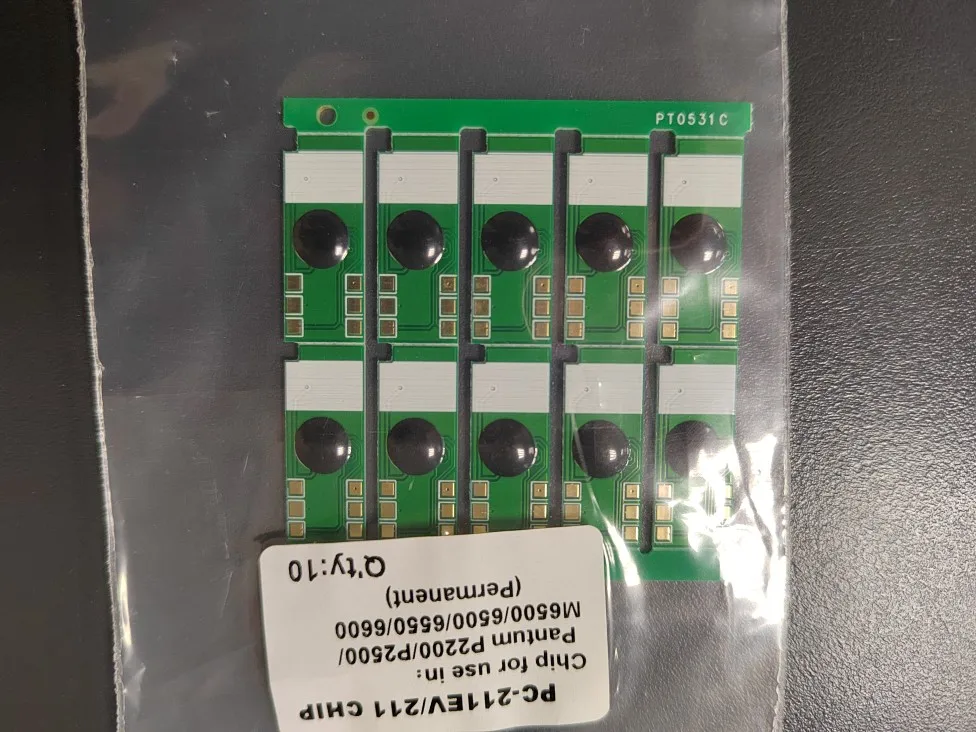 PT0531C
PC-211EV/211 CHIP
Chip for use in:
Pantum P2200/P2500/
M6500/6500/6550/6600
(Permanent)
Q'ty:10